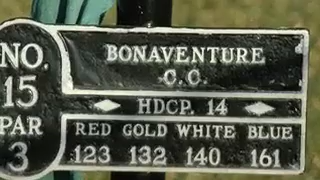 NO.
15
PAR
3
BONAVENTURE
C.C.
HDCP. 14
RED GOLD WHITE BLUE
123 132 140 161